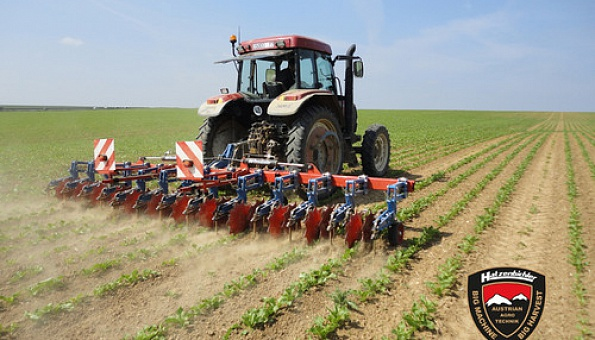 Hatzenbichler
AUSTRIAN
AGRO
TECHNIK
BIG MACHINE
BIG HARVEST